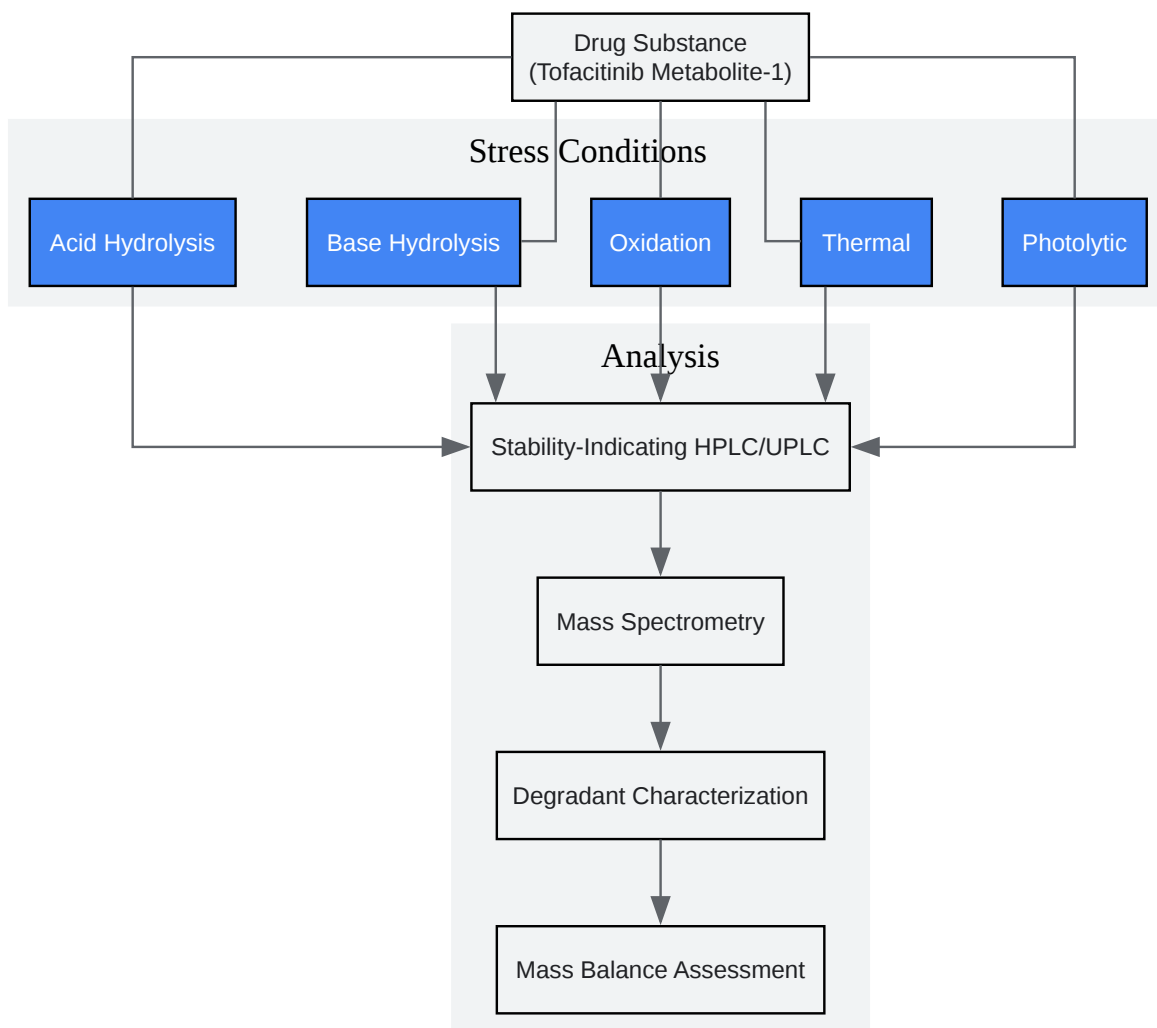 Drug Substance
(Tofacitinib Metabolite-1)
Stress Conditions
Acid Hydrolysis
Base Hydrolysis
Oxidation
Thermal
Photolytic
Analysis
Stability-Indicating HPLC/UPLC
Mass Spectrometry
Degradant Characterization
Mass Balance Assessment